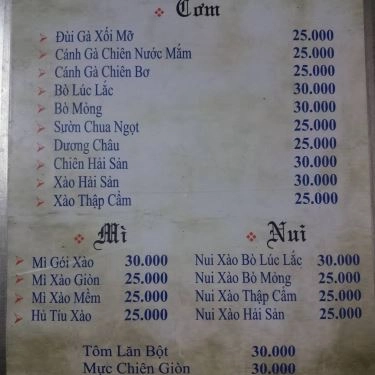 Cơm
Đùi Gà Xối Mỡ 25.000
Cánh Gà Chiên Nước Mắm 25.000
Cánh Gà Chiên Bơ 25.000
Bò Lúc Lắc 30.000
Bò Mòng 30.000
Sườn Chua Ngọt 25.000
Dương Châu 25.000
Chiên Hải Sản 30.000
Xào Hải Sản 30.000
Xào Thập Cẩm 25.000
Mì
Mì Gói Xào 30.000
Mì Xào Giòn 25.000
Mì Xào Mềm 25.000
Hủ Tíu Xào 25.000
Nui
Nui Xào Bò Lúc Lắc 30.000
Nui Xào Bò Mòng 25.000
Nui Xào Thập Cẩm 25.000
Nui Xào Hải Sản 25.000
Tôm Lăn Bột 30.000
Mực Chiên Giòn 30.000